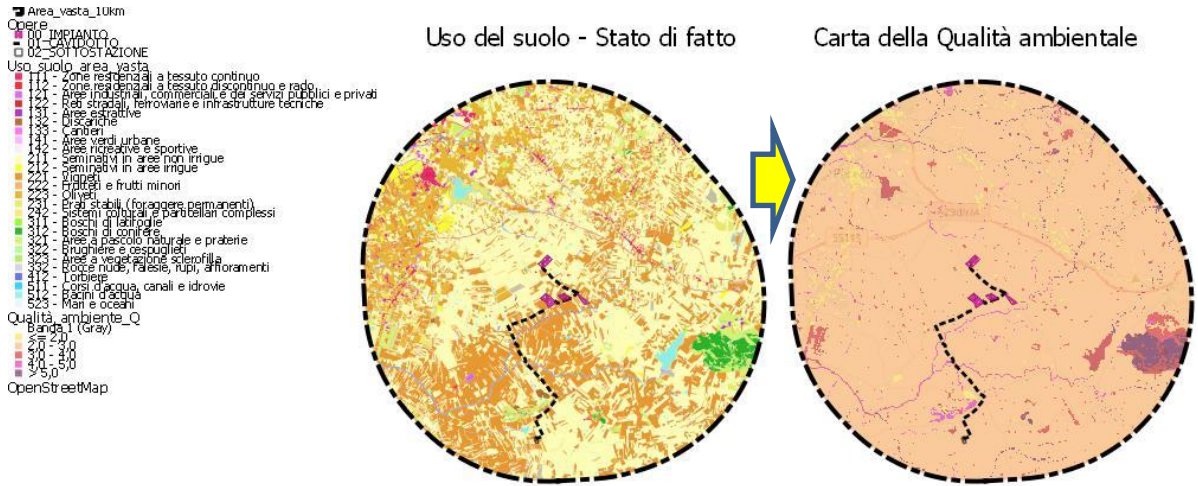 Area_vasta_10km
Opere
00_IMPIANTO
01_CAVIDOTTO
02_SOTTOSTAZIONE
Uso_suolo_area_vasta
111 - Zone residenziali a tessuto continuo
112 - Zone residenziali a tessuto discontinuo e rado
121 - Aree industriali, commerciali e dei servizi pubblici e privati
122 - Reti stradali, ferroviarie e infrastrutture tecniche
131 - Aree estrattive
132 - Discariche
133 - Cantieri
141 - Aree verdi urbane
142 - Aree ricreative e sportive
211 - Seminativi in aree non irrigue
212 - Seminativi in aree irrigue
221 - Vigneti
222 - Frutteti e frutti minori
223 - Oliveti
231 - Prati stabili (foraggere permanenti)
242 - Sistemi colturali e particellari complessi
311 - Boschi di latifoglie
312 - Boschi di conifere
321 - Aree a pascolo naturale e praterie
322 - Brughiere e cespuglieti
323 - Aree a vegetazione sclerofilla
332 - Rocce nude, falesie, rupi, affioramenti
412 - Torbiere
511 - Corsi d'acqua, canali e idrovie
512 - Bacini d'acqua
523 - Mari e oceani
Qualità_ambiente_Q
Banda 1 (Gray)
<= 2,0
2,0 - 3,0
3,0 - 4,0
4,0 - 5,0
> 5,0
OpenStreetMap
Uso del suolo - Stato di fatto
Carta della Qualità ambientale